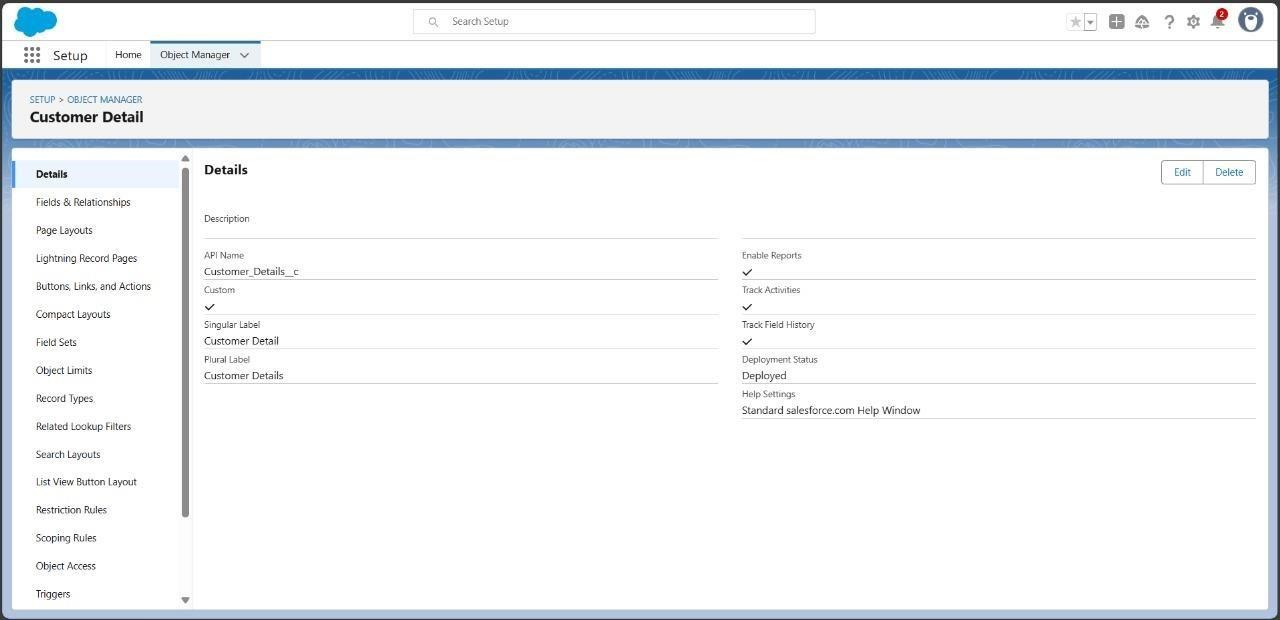 Search Setup
2
Setup
Home
Object Manager
SETUP > OBJECT MANAGER
Customer Detail
Details
Fields & Relationships
Page Layouts
Lightning Record Pages
Buttons, Links, and Actions
Compact Layouts
Field Sets
Object Limits
Record Types
Related Lookup Filters
Search Layouts
List View Button Layout
Restriction Rules
Scoping Rules
Object Access
Triggers
Details
Edit
Delete
Description
API Name
Customer_Details__c
Custom
Singular Label
Customer Detail
Plural Label
Customer Details
Enable Reports
Track Activities
Track Field History
Deployment Status
Deployed
Help Settings
Standard salesforce.com Help Window